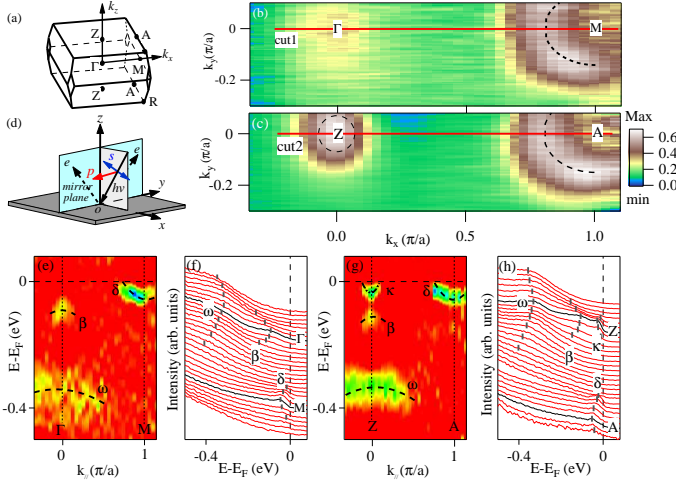 (a)
k_z
Z
A
k_x
Γ
M
Z
A
R
(b)
Γ
M
cut1
k_y(π/a)
0
-0.2
(c)
Z
A
cut2
k_y(π/a)
0
-0.2
0.0
0.5
1.0
k_x(π/a)
Max
0.6
0.4
0.2
0.0
min
(d)
z
e
s
e
p
hν
mirror
plane
o
y
x
(e)
δ
β
ω
Γ
M
E-E_F (eV)
0
-0.4
0
1
k_//(π/a)
(f)
ω
β
Γ
δ
M
Intensity (arb. units)
-0.4
0.0
E-E_F (eV)
(g)
κ
δ
β
ω
Z
A
E-E_F (eV)
0
-0.4
0
1
k_//(π/a)
(h)
ω
β
Z
κ
δ
A
Intensity (arb. units)
-0.4
0.0
E-E_F (eV)